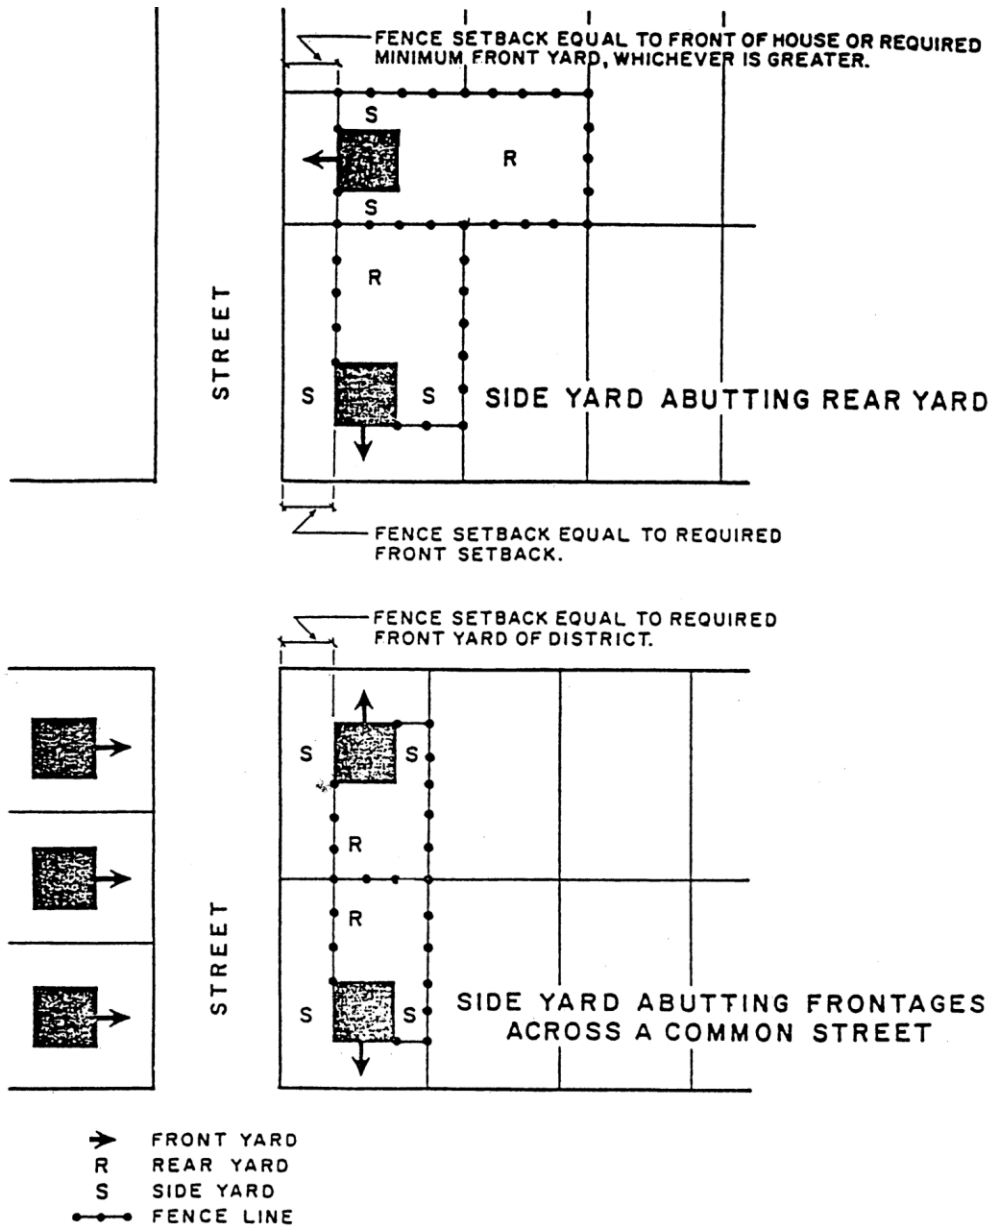 FENCE SETBACK EQUAL TO FRONT OF HOUSE OR REQUIRED
MINIMUM FRONT YARD, WHICHEVER IS GREATER.
S
R
S
R
STREET
S
S
SIDE YARD ABUTTING REAR YARD
FENCE SETBACK EQUAL TO REQUIRED
FRONT SETBACK.
FENCE SETBACK EQUAL TO REQUIRED
FRONT YARD OF DISTRICT.
S
S
R
R
STREET
S
S
SIDE YARD ABUTTING FRONTAGES
ACROSS A COMMON STREET
FRONT YARD
R REAR YARD
S SIDE YARD
FENCE LINE